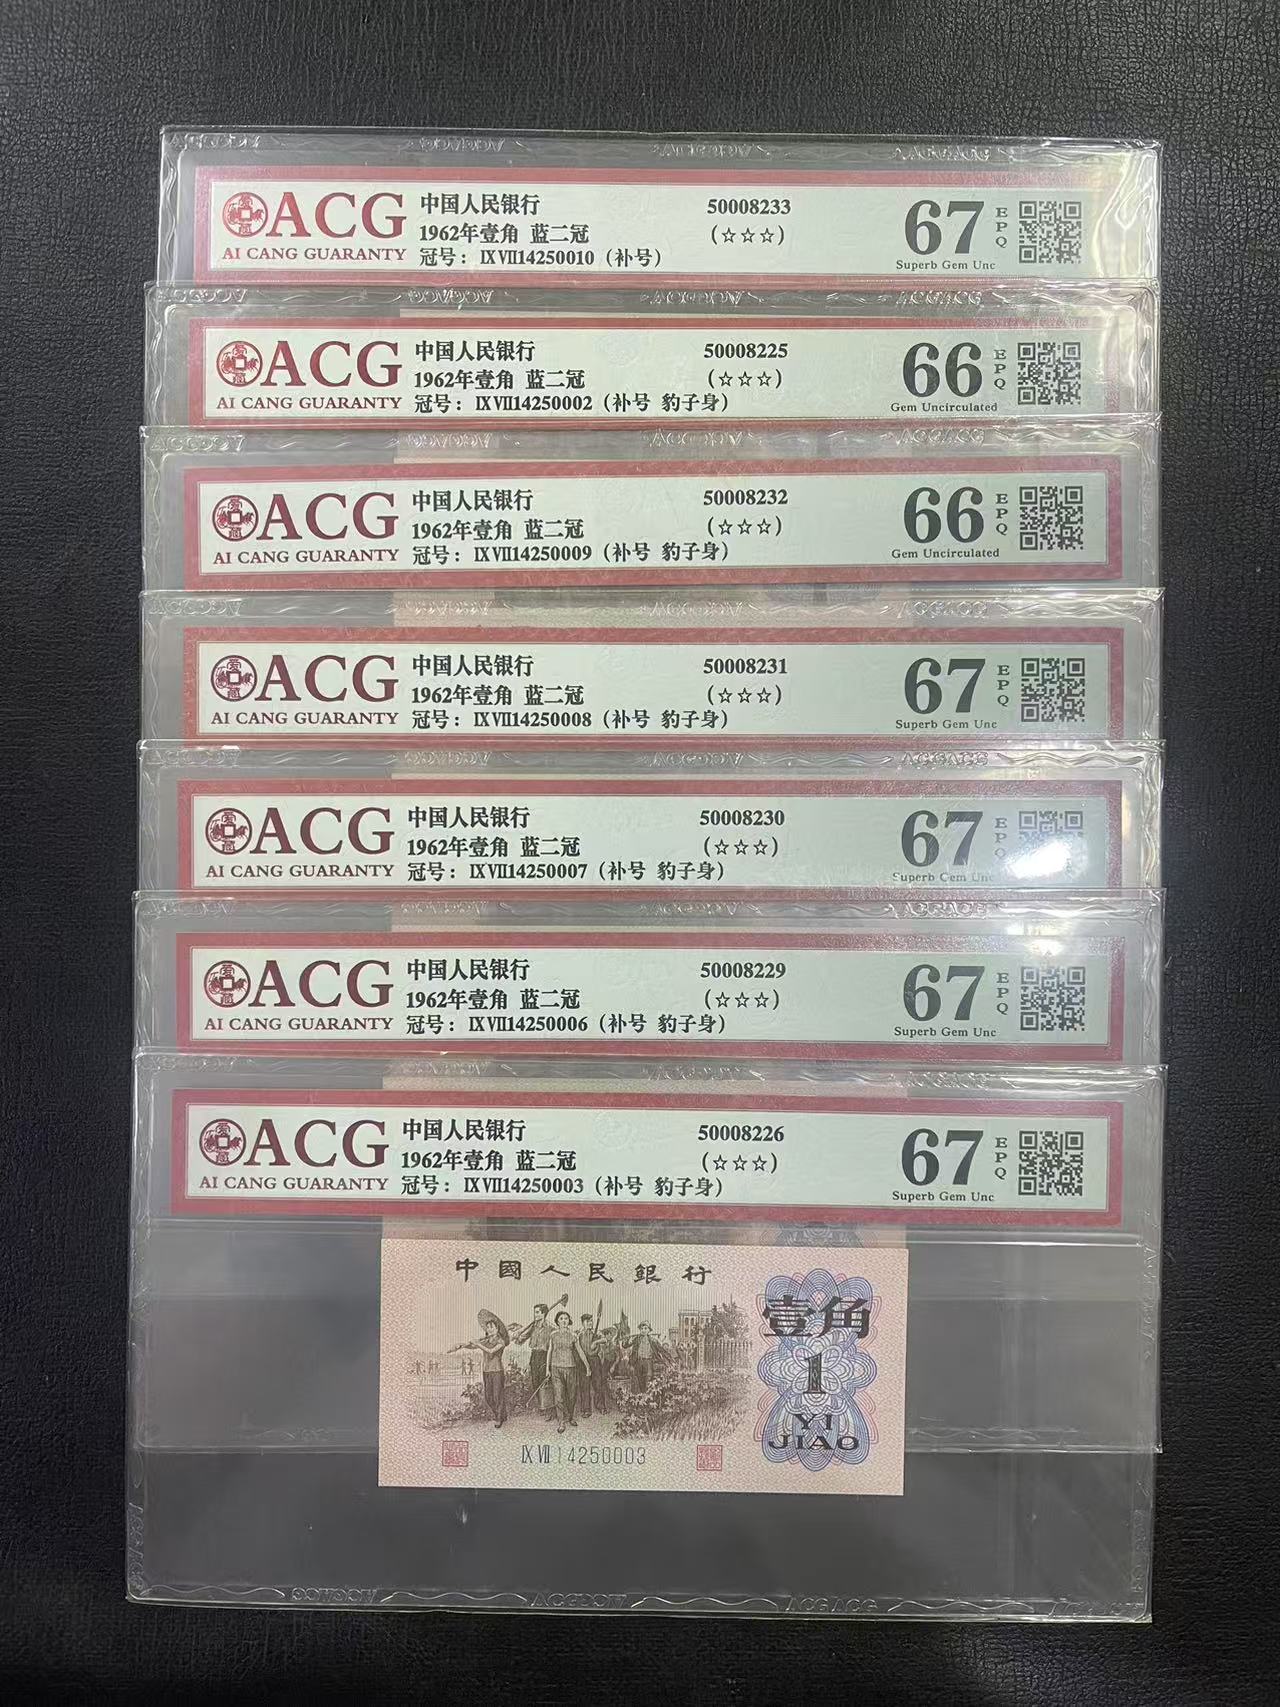 ACG 中国人民银行 50008233 67 EPQ
1962年壹角 蓝二冠 (☆☆☆)
AI CANG GUARANTY 冠号: IX VII14250010 (补号) Superb Gem Unc
ACG 中国人民银行 50008225 66 EPQ
1962年壹角 蓝二冠 (☆☆☆)
AI CANG GUARANTY 冠号: IX VII14250002 (补号 豹子身) Gem Uncirculated
ACG 中国人民银行 50008232 66 EPQ
1962年壹角 蓝二冠 (☆☆☆)
AI CANG GUARANTY 冠号: IX VII14250009 (补号 豹子身) Gem Uncirculated
ACG 中国人民银行 50008231 67 EPQ
1962年壹角 蓝二冠 (☆☆☆)
AI CANG GUARANTY 冠号: IX VII14250008 (补号 豹子身) Superb Gem Unc
ACG 中国人民银行 50008230 67 EPQ
1962年壹角 蓝二冠 (☆☆☆)
AI CANG GUARANTY 冠号: IX VII14250007 (补号 豹子身) Superb Gem Unc
ACG 中国人民银行 50008229 67 EPQ
1962年壹角 蓝二冠 (☆☆☆)
AI CANG GUARANTY 冠号: IX VII14250006 (补号 豹子身) Superb Gem Unc
ACG 中国人民银行 50008226 67 EPQ
1962年壹角 蓝二冠 (☆☆☆)
AI CANG GUARANTY 冠号: IX VII14250003 (补号 豹子身) Superb Gem Unc
中國人民銀行
壹角
1
YI
JIAO
IX VII 14250003